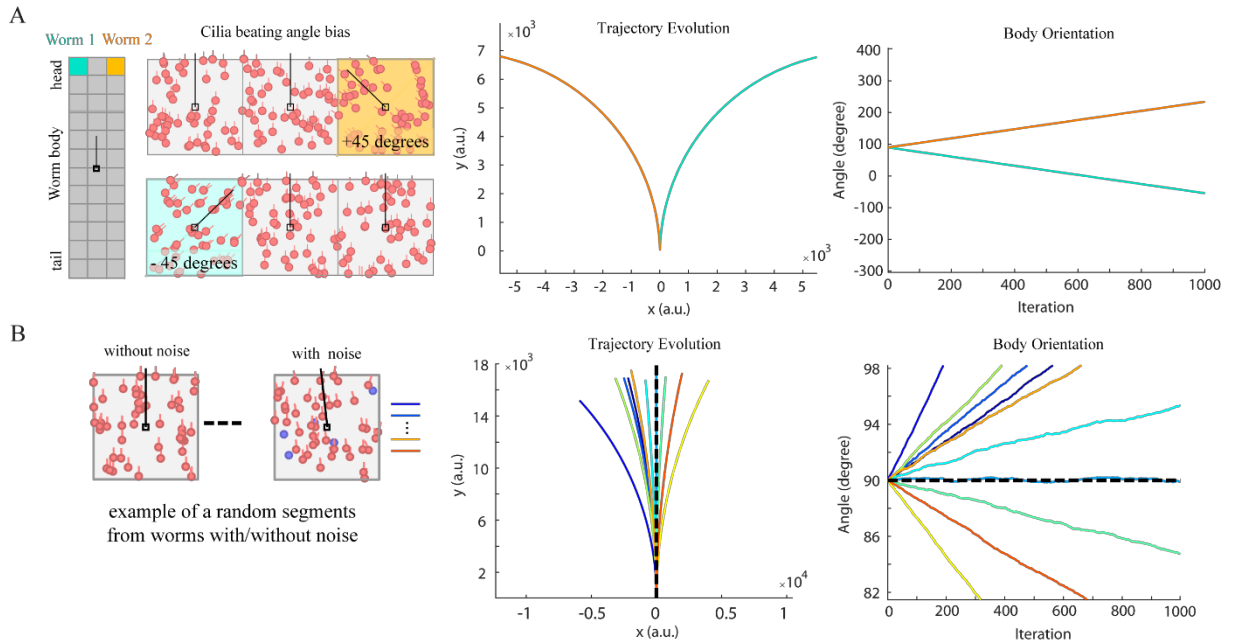 A
Worm 1 Worm 2
head
Worm body
tail
Cilia beating angle bias
+45 degrees
- 45 degrees
Trajectory Evolution
×10³
y (a.u.)
7
6
5
4
3
2
1
0
-5 -4 -3 -2 -1 0 1 2 3 4 5
×10³
x (a.u.)
Body Orientation
Angle (degree)
400
300
200
100
0
-100
-200
-300
0 200 400 600 800 1000
Iteration
B
without noise
with noise
example of a random segments
from worms with/without noise
Trajectory Evolution
×10³
y (a.u.)
18
14
10
6
2
-1 -0.5 0 0.5 1
×10⁴
x (a.u.)
Body Orientation
Angle (degree)
98
94
90
86
82
0 200 400 600 800 1000
Iteration